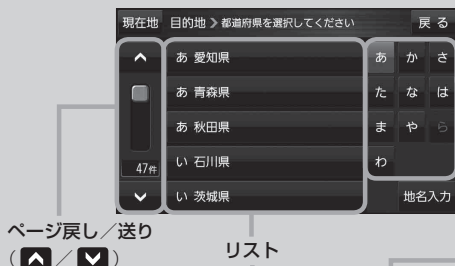 現在地 目的地 》都道府県を選択してください 戻る
あ 愛知県
あ 青森県
あ 秋田県
い 石川県
い 茨城県
47件
あ か さ
た な は
ま や ら
わ
地名入力
ページ戻し／送り
(／)
リスト